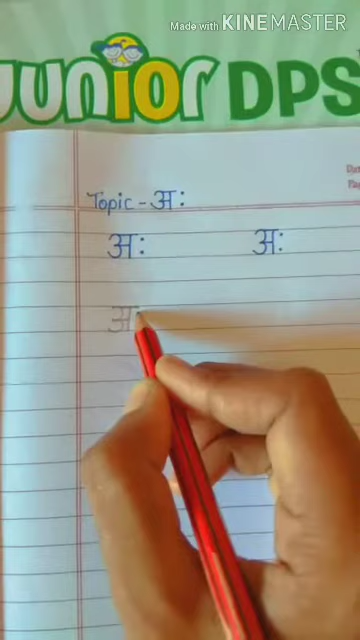 Made with KINEMASTER
JUNIOR DPS
Topic - अः
अः अः
अ